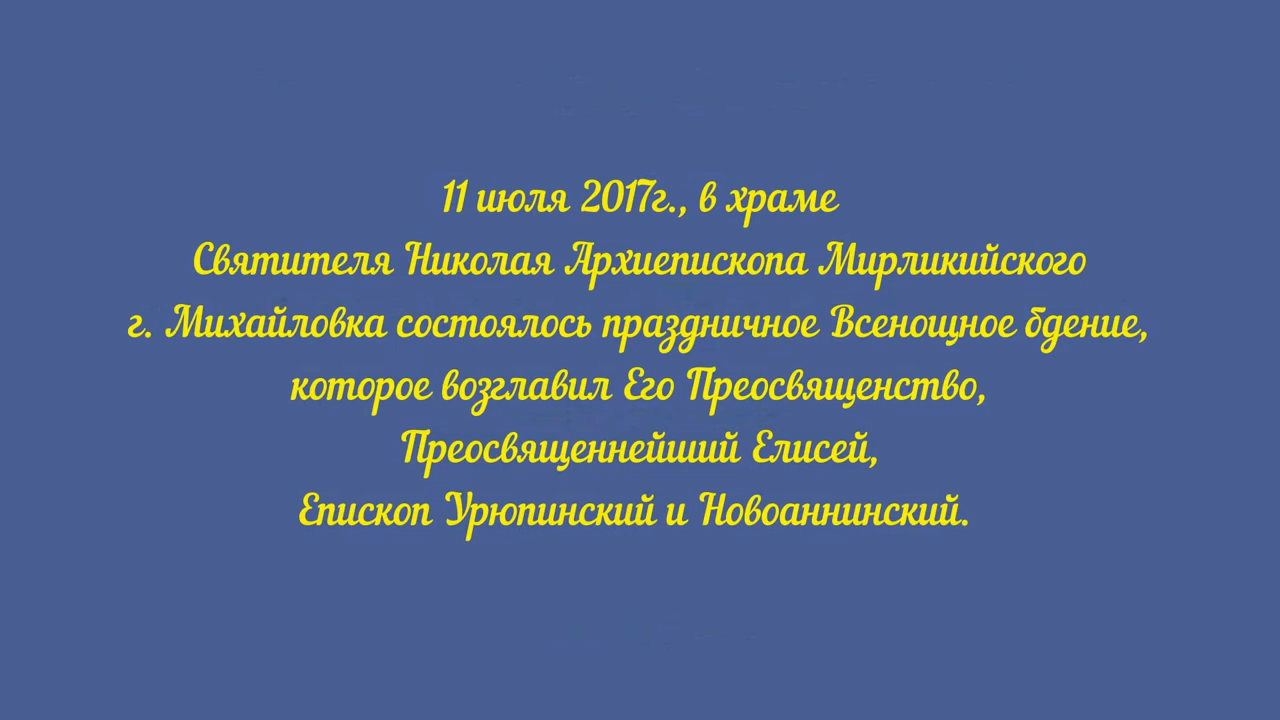 11 июля 2017г., в храме
Святителя Николая Архиепископа Мирликийского
г. Михайловка состоялось праздничное Всенощное бдение,
которое возглавил Его Преосвященство,
Преосвященнейший Елисей,
Епископ Урюпинский и Новоаннинский.